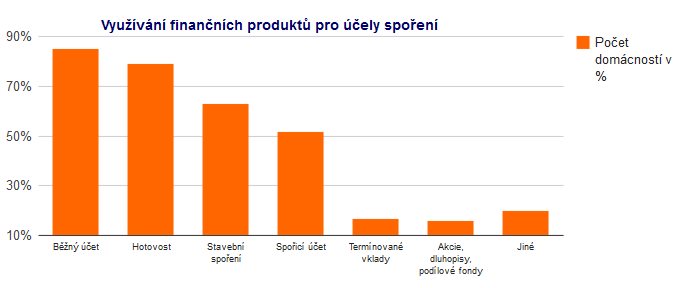 Využívání finančních produktů pro účely spoření
90%
70%
50%
30%
10%
Počet
domácností v
%
Běžný účet
Hotovost
Stavební
spoření
Spořicí účet
Termínované
vklady
Akcie,
dluhopisy,
podílové fondy
Jiné